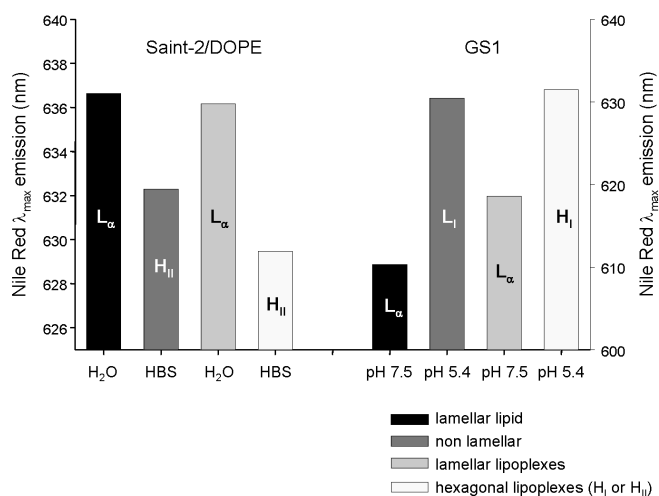 Saint-2/DOPE
GS1
Nile Red λmax emission (nm)
640
638
636
634
632
630
628
626
Lα
HII
Lα
HII
Lα
LI
Lα
HI
640
630
620
610
600
Nile Red λmax emission (nm)
H2O HBS H2O HBS pH 7.5 pH 5.4 pH 7.5 pH 5.4
lamellar lipid
non lamellar
lamellar lipoplexes
hexagonal lipoplexes (HI or HII)